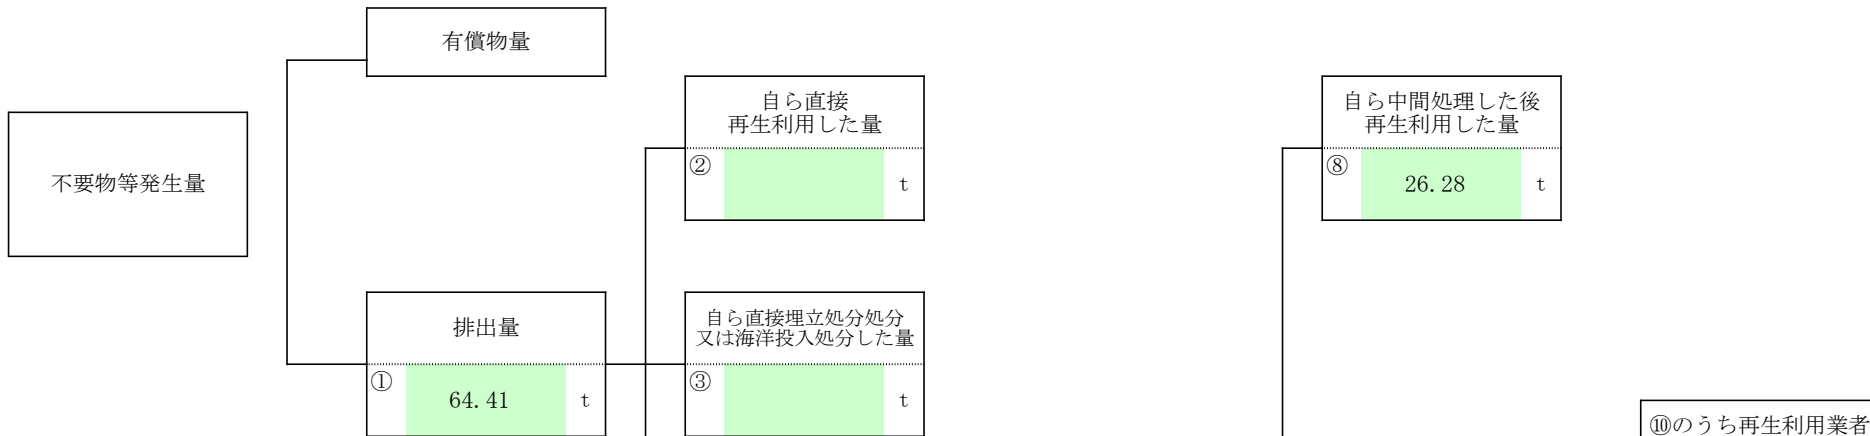 有償物量
自ら直接
再生利用した量
自ら中間処理した後
再生利用した量
不要物等発生量
②
t
⑧
26.28
t
排出量
自ら直接埋立処分処分
又は海洋投入処分した量
①
64.41
t
③
t
⑩のうち再生利用業者